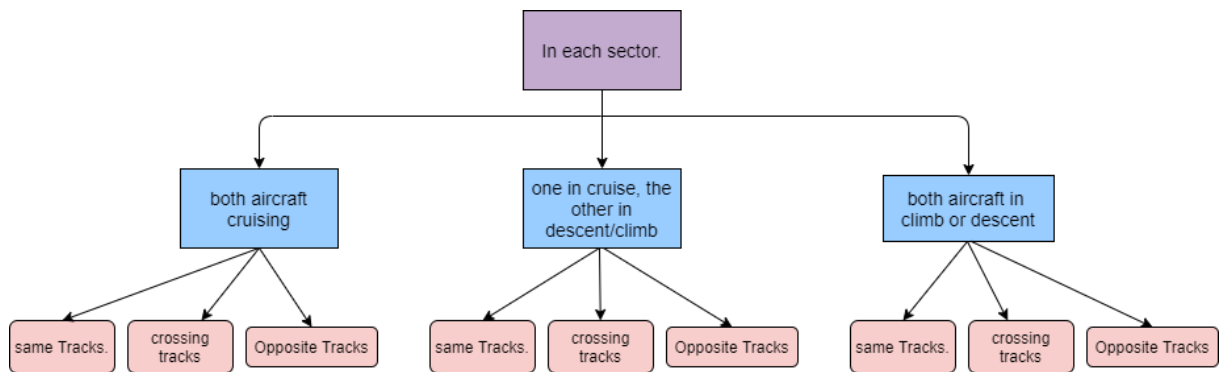 In each sector.
both aircraft
cruising
one in cruise, the
other in
descent/climb
both aircraft in
climb or descent
same Tracks.
crossing
tracks
Opposite Tracks
same Tracks.
crossing
tracks
Opposite Tracks
same Tracks.
crossing
tracks
Opposite Tracks